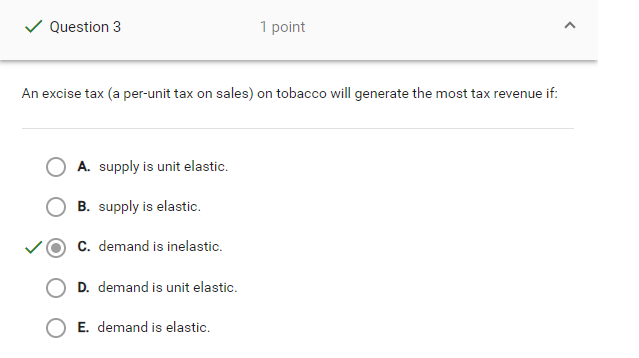 Question 3 1 point
An excise tax (a per-unit tax on sales) on tobacco will generate the most tax revenue if:
A. supply is unit elastic.
B. supply is elastic.
C. demand is inelastic.
D. demand is unit elastic.
E. demand is elastic.